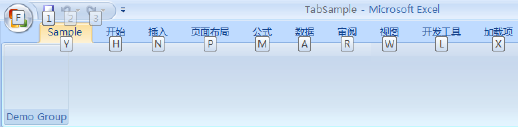 TabSample - Microsoft Excel
F 1 2 3
Sample 开始 插入 页面布局 公式 数据 审阅 视图 开发工具 加载项
Y H N P M A R W L X
Demo Group